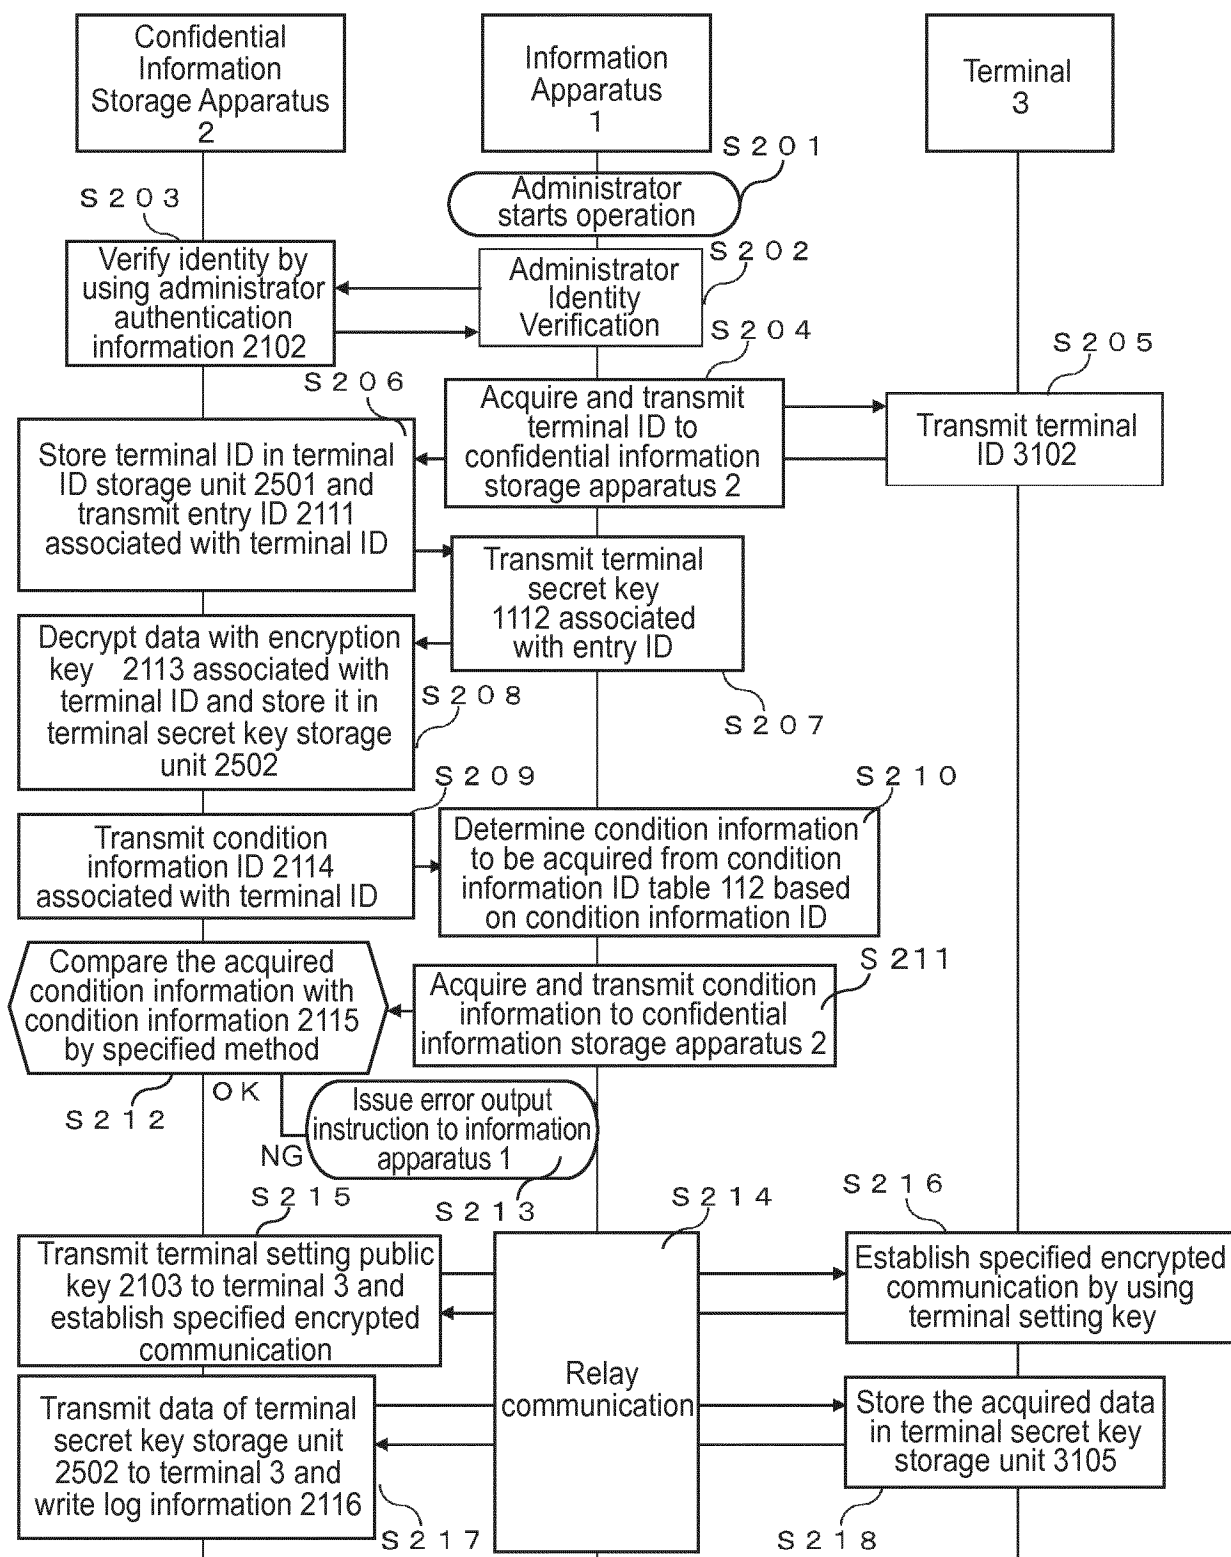 Confidential
Information
Storage Apparatus
2
Information
Apparatus
1
Terminal
3
S201
Administrator
starts operation
S203
Verify identity by
using administrator
authentication
information 2102
S202
Administrator
Identity
Verification
S204
Acquire and transmit
terminal ID to
confidential information
storage apparatus 2
S205
Transmit terminal
ID 3102
S206
Store terminal ID in terminal
ID storage unit 2501 and
transmit entry ID 2111
associated with terminal ID
Transmit terminal
secret key
1112 associated
with entry ID
S207
Decrypt data with encryption
key 2113 associated with
terminal ID and store it in
terminal secret key storage
unit 2502
S208
S209
Transmit condition
information ID 2114
associated with terminal ID
S210
Determine condition information
to be acquired from condition
information ID table 112 based
on condition information ID
S211
Acquire and transmit condition
information to confidential
information storage apparatus 2
Compare the acquired
condition information with
condition information 2115
by specified method
S212
OK
NG
Issue error output
instruction to information
apparatus 1
S213
S214
Relay
communication
S215
Transmit terminal setting public
key 2103 to terminal 3 and
establish specified encrypted
communication
S216
Establish specified encrypted
communication by using
terminal setting key
Transmit data of terminal
secret key storage unit
2502 to terminal 3 and
write log information 2116
S217
Store the acquired data
in terminal secret key
storage unit 3105
S218